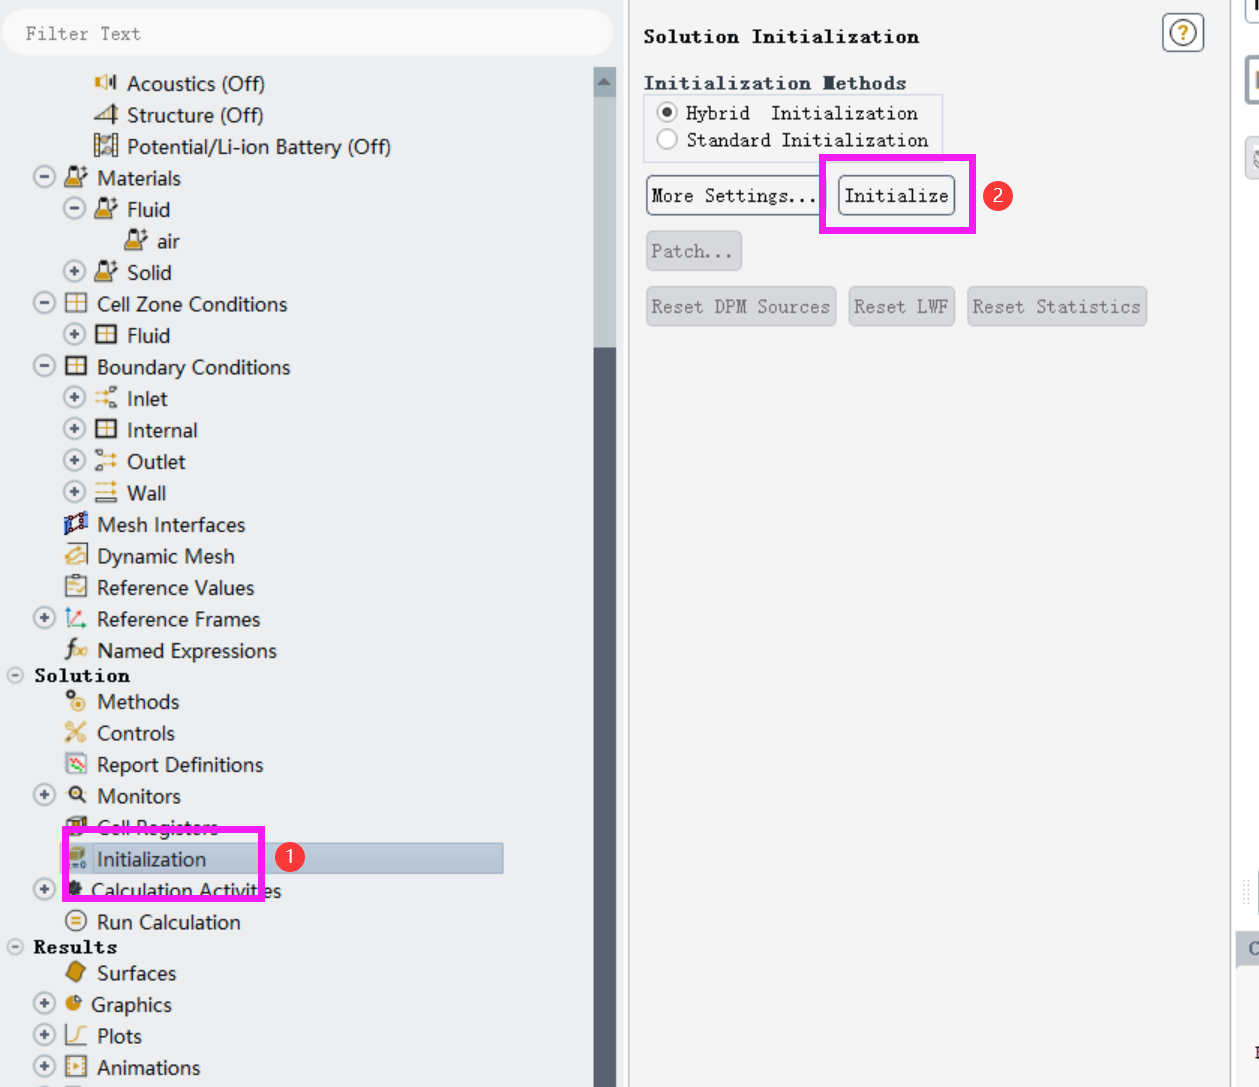 Filter Text
Acoustics (Off)
Structure (Off)
Potential/Li-ion Battery (Off)
Materials
Fluid
air
Solid
Cell Zone Conditions
Fluid
Boundary Conditions
Inlet
Internal
Outlet
Wall
Mesh Interfaces
Dynamic Mesh
Reference Values
Reference Frames
Named Expressions
Solution
Methods
Controls
Report Definitions
Monitors
Cell Registers
Initialization 1
Calculation Activities
Run Calculation
Results
Surfaces
Graphics
Plots
Animations
Solution Initialization ?
Initialization Methods
Hybrid Initialization
Standard Initialization
More Settings... Initialize 2
Patch...
Reset DPM Sources Reset LWF Reset Statistics